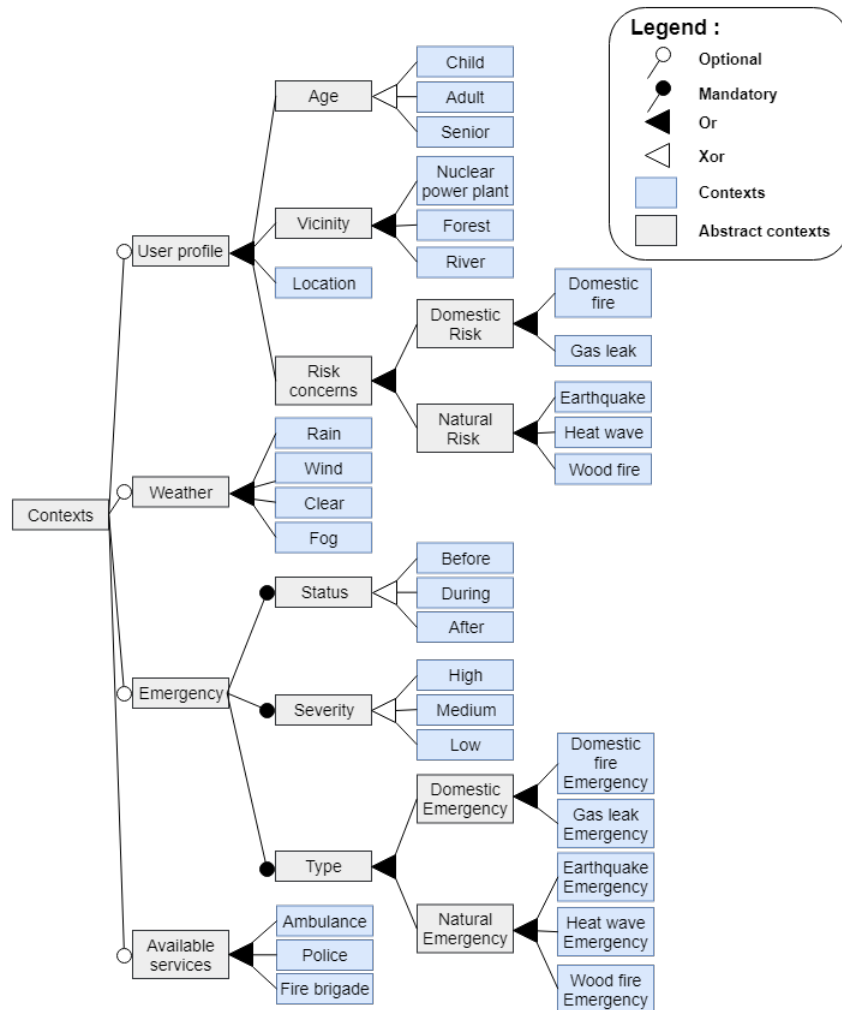 Legend :
Optional
Mandatory
Or
Xor
Contexts
Abstract contexts
Contexts
User profile
Age
Child
Adult
Senior
Vicinity
Nuclear
power plant
Forest
River
Location
Risk
concerns
Domestic
Risk
Domestic
fire
Gas leak
Natural
Risk
Earthquake
Heat wave
Wood fire
Weather
Rain
Wind
Clear
Fog
Emergency
Status
Before
During
After
Severity
High
Medium
Low
Type
Domestic
Emergency
Domestic
fire
Emergency
Gas leak
Emergency
Natural
Emergency
Earthquake
Emergency
Heat wave
Emergency
Wood fire
Emergency
Available
services
Ambulance
Police
Fire brigade